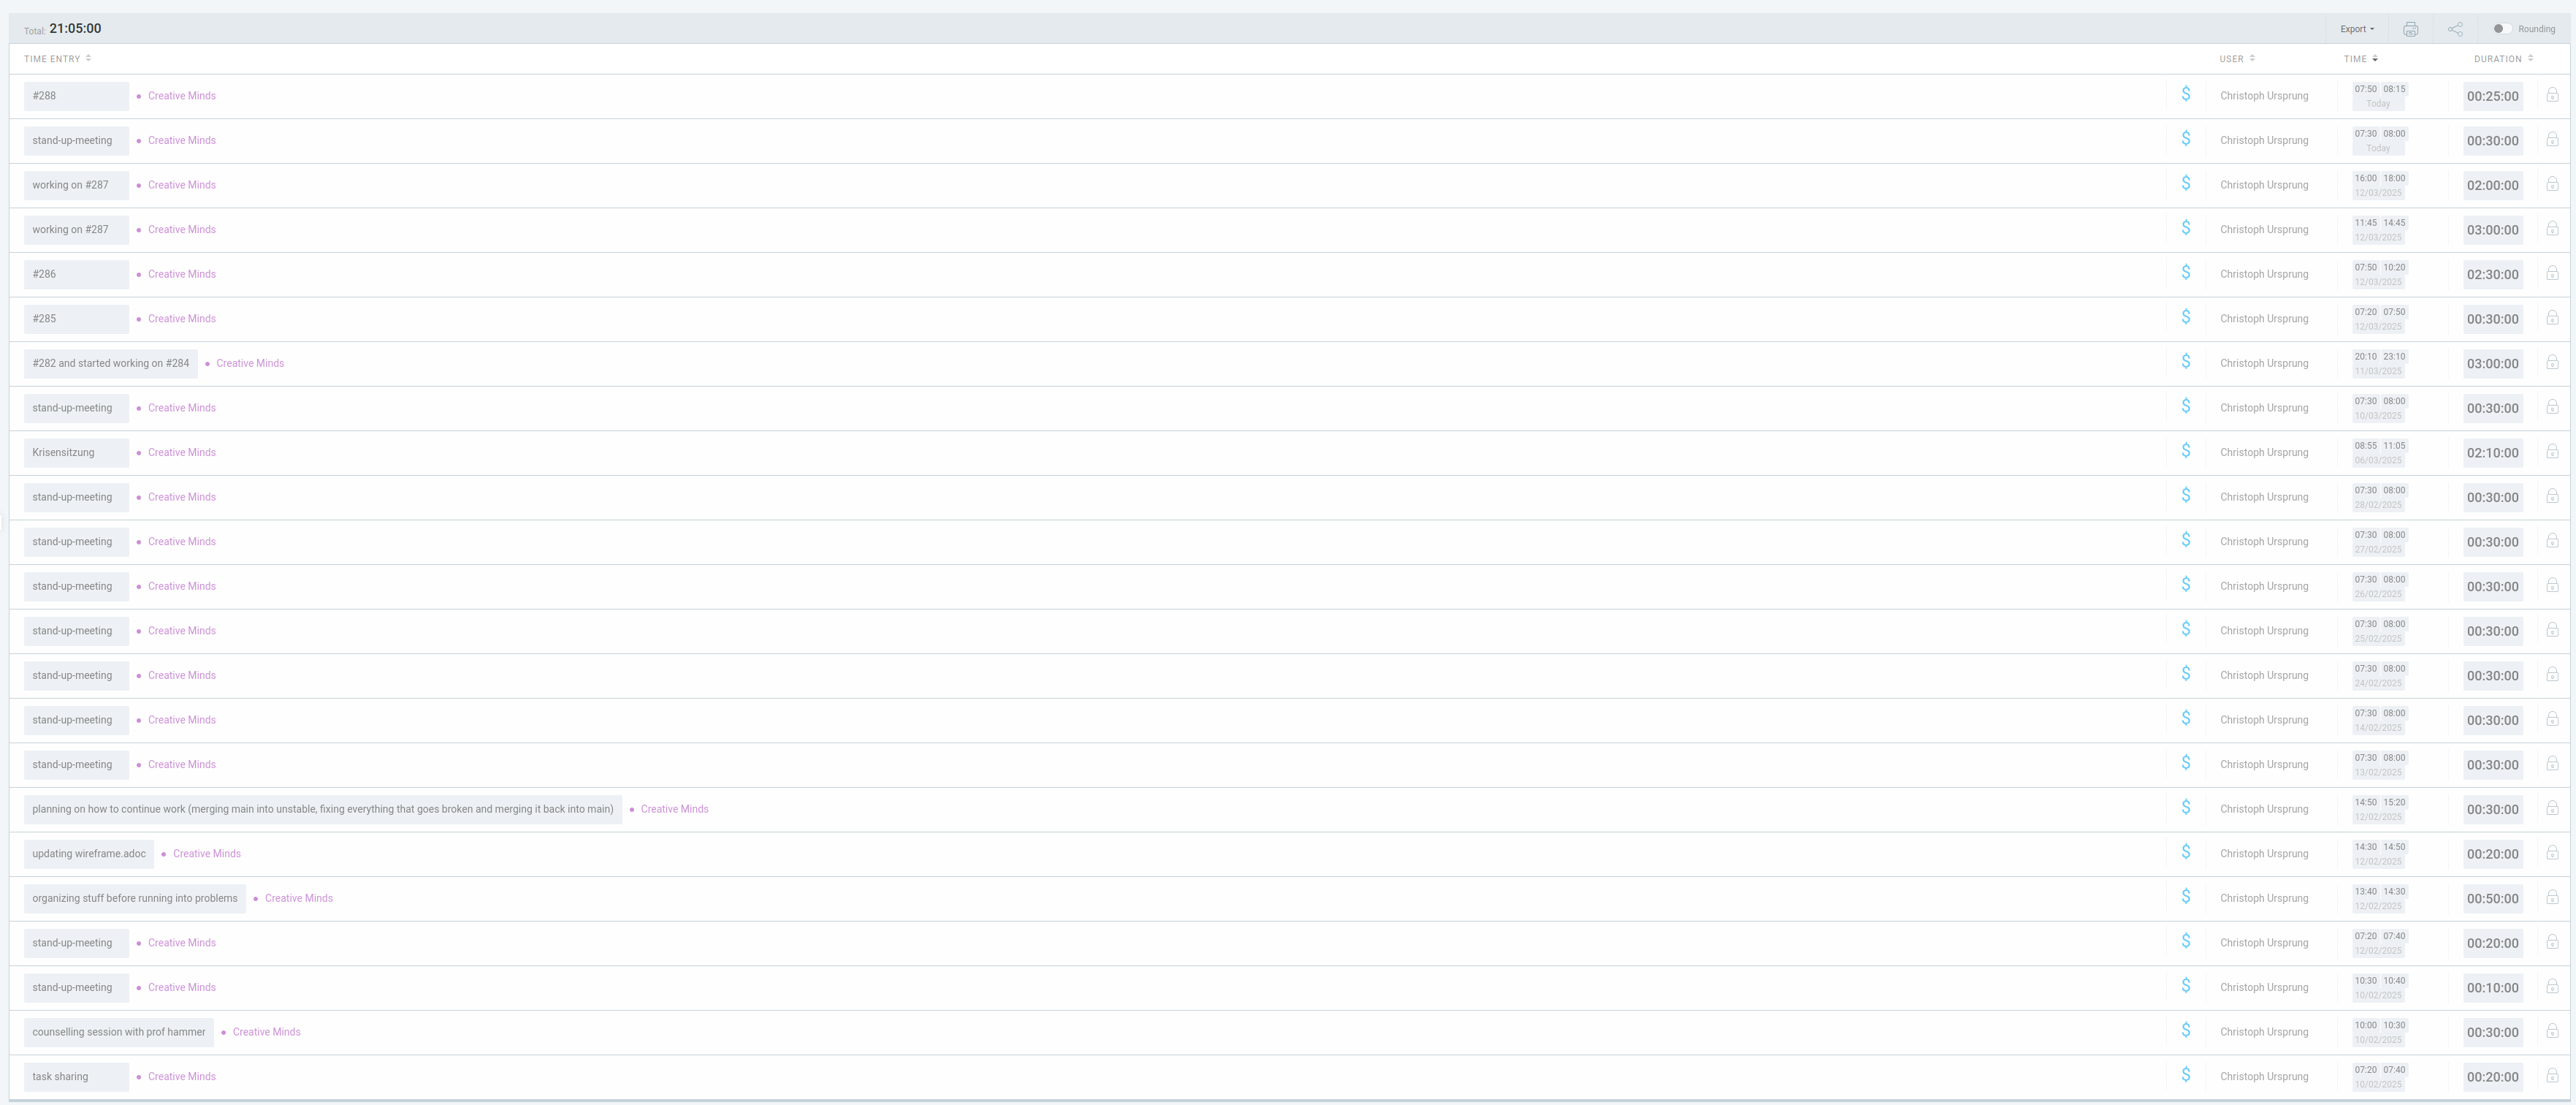 Total: 21:05:00 Export Rounding
TIME ENTRY USER TIME DURATION
#288 • Creative Minds $ Christoph Ursprung 07:50 08:15 Today 00:25:00
stand-up-meeting • Creative Minds $ Christoph Ursprung 07:30 08:00 Today 00:30:00
working on #287 • Creative Minds $ Christoph Ursprung 16:00 18:00 12/03/2025 02:00:00
working on #287 • Creative Minds $ Christoph Ursprung 11:45 14:45 12/03/2025 03:00:00
#286 • Creative Minds $ Christoph Ursprung 07:50 10:20 12/03/2025 02:30:00
#285 • Creative Minds $ Christoph Ursprung 07:20 07:50 12/03/2025 00:30:00
#282 and started working on #284 • Creative Minds $ Christoph Ursprung 20:10 23:10 11/03/2025 03:00:00
stand-up-meeting • Creative Minds $ Christoph Ursprung 07:30 08:00 10/03/2025 00:30:00
Krisensitzung • Creative Minds $ Christoph Ursprung 08:55 11:05 06/03/2025 02:10:00
stand-up-meeting • Creative Minds $ Christoph Ursprung 07:30 08:00 28/02/2025 00:30:00
stand-up-meeting • Creative Minds $ Christoph Ursprung 07:30 08:00 27/02/2025 00:30:00
stand-up-meeting • Creative Minds $ Christoph Ursprung 07:30 08:00 26/02/2025 00:30:00
stand-up-meeting • Creative Minds $ Christoph Ursprung 07:30 08:00 25/02/2025 00:30:00
stand-up-meeting • Creative Minds $ Christoph Ursprung 07:30 08:00 24/02/2025 00:30:00
stand-up-meeting • Creative Minds $ Christoph Ursprung 07:30 08:00 14/02/2025 00:30:00
stand-up-meeting • Creative Minds $ Christoph Ursprung 07:30 08:00 13/02/2025 00:30:00
planning on how to continue work (merging main into unstable, fixing everything that goes broken and merging it back into main) • Creative Minds $ Christoph Ursprung 14:50 15:20 12/02/2025 00:30:00
updating wireframe.adoc • Creative Minds $ Christoph Ursprung 14:30 14:50 12/02/2025 00:20:00
organizing stuff before running into problems • Creative Minds $ Christoph Ursprung 13:40 14:30 12/02/2025 00:50:00
stand-up-meeting • Creative Minds $ Christoph Ursprung 07:20 07:40 12/02/2025 00:20:00
stand-up-meeting • Creative Minds $ Christoph Ursprung 10:30 10:40 10/02/2025 00:10:00
counselling session with prof hammer • Creative Minds $ Christoph Ursprung 10:00 10:30 10/02/2025 00:30:00
task sharing • Creative Minds $ Christoph Ursprung 07:20 07:40 10/02/2025 00:20:00